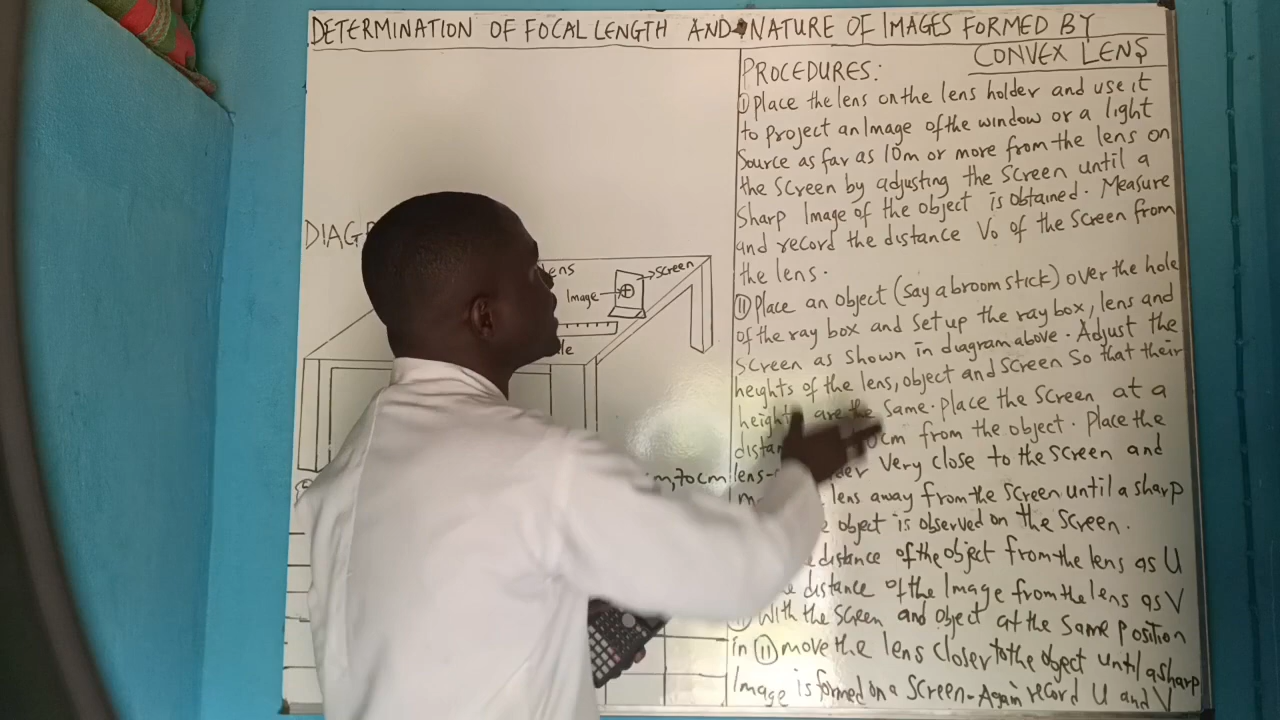 DETERMINATION OF FOCAL LENGTH AND NATURE OF IMAGES FORMED BY
CONVEX LENS
DIAG
lens
Image
Screen
PROCEDURES:
(I) Place the lens on the lens holder and use it
to project an Image of the window or a light
Source as far as 10m or more from the lens on
the Screen by adjusting the Screen until a
Sharp Image of the object is obtained. Measure
and record the distance Vo of the Screen from
the lens.
(II) Place an object (say a broom stick) over the hole
of the ray box and set up the ray box, lens and
Screen as shown in diagram above. Adjust the
heights of the lens, object and Screen So that their
heights are the Same. Place the Screen at a
cm from the object. Place the
lens- Very close to the Screen and
lens away from the Screen until a sharp
object is observed on the Screen.
distance of the object from the lens as U
distance of the Image from the lens as V
With the screen and object at the Same position
in (II) move the lens closer to the object until a sharp
Image is formed on a Screen - Again record U and V
m, 70cm